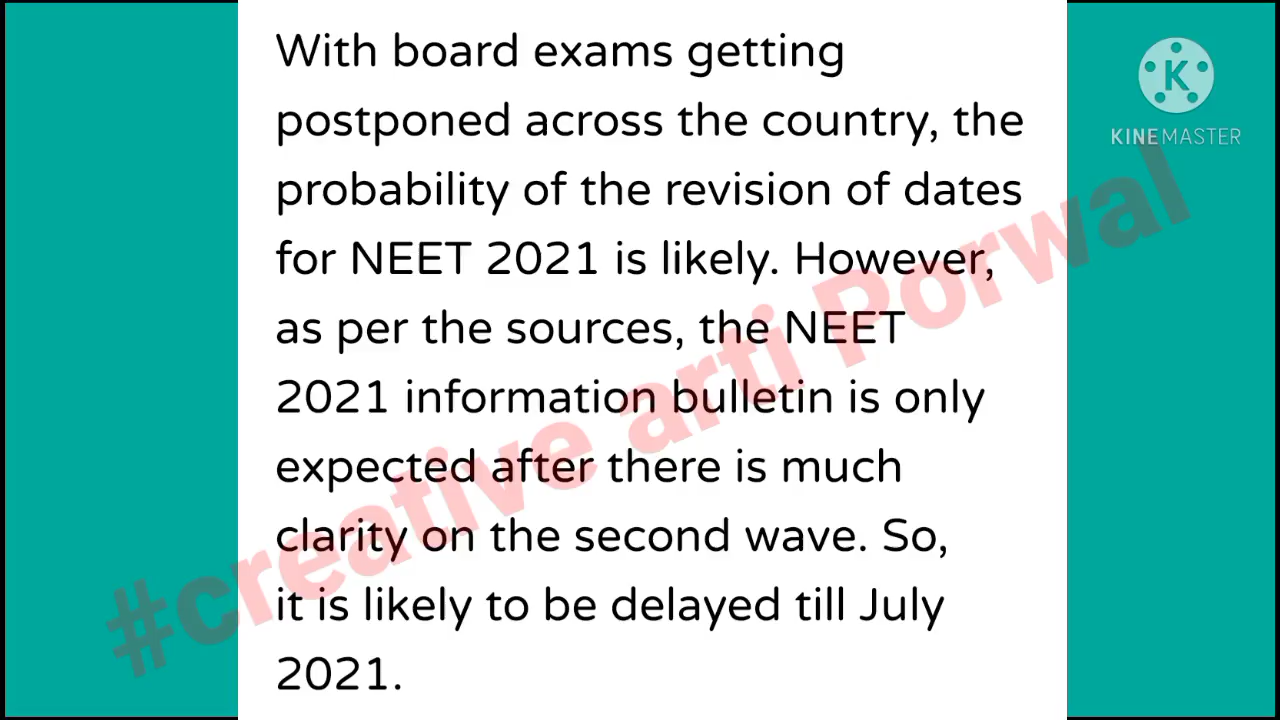 With board exams getting
postponed across the country, the
probability of the revision of dates
for NEET 2021 is likely. However,
as per the sources, the NEET
2021 information bulletin is only
expected after there is much
clarity on the second wave. So,
it is likely to be delayed till July
2021.
K
KINEMASTER
#creative arti Porwal